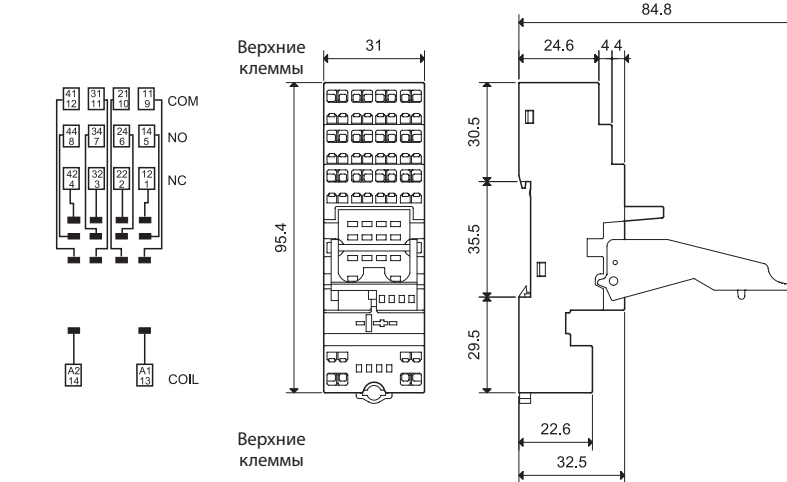 84.8
Верхние
клеммы
31
24.6
4 4
41 31 21 11
12 11 10 9
COM
44 34 24 14
8 7 6 5
NO
42 32 22 12
4 3 2 1
NC
30.5
95.4
35.5
29.5
A2 A1
14 13
COIL
22.6
Верхние
клеммы
32.5